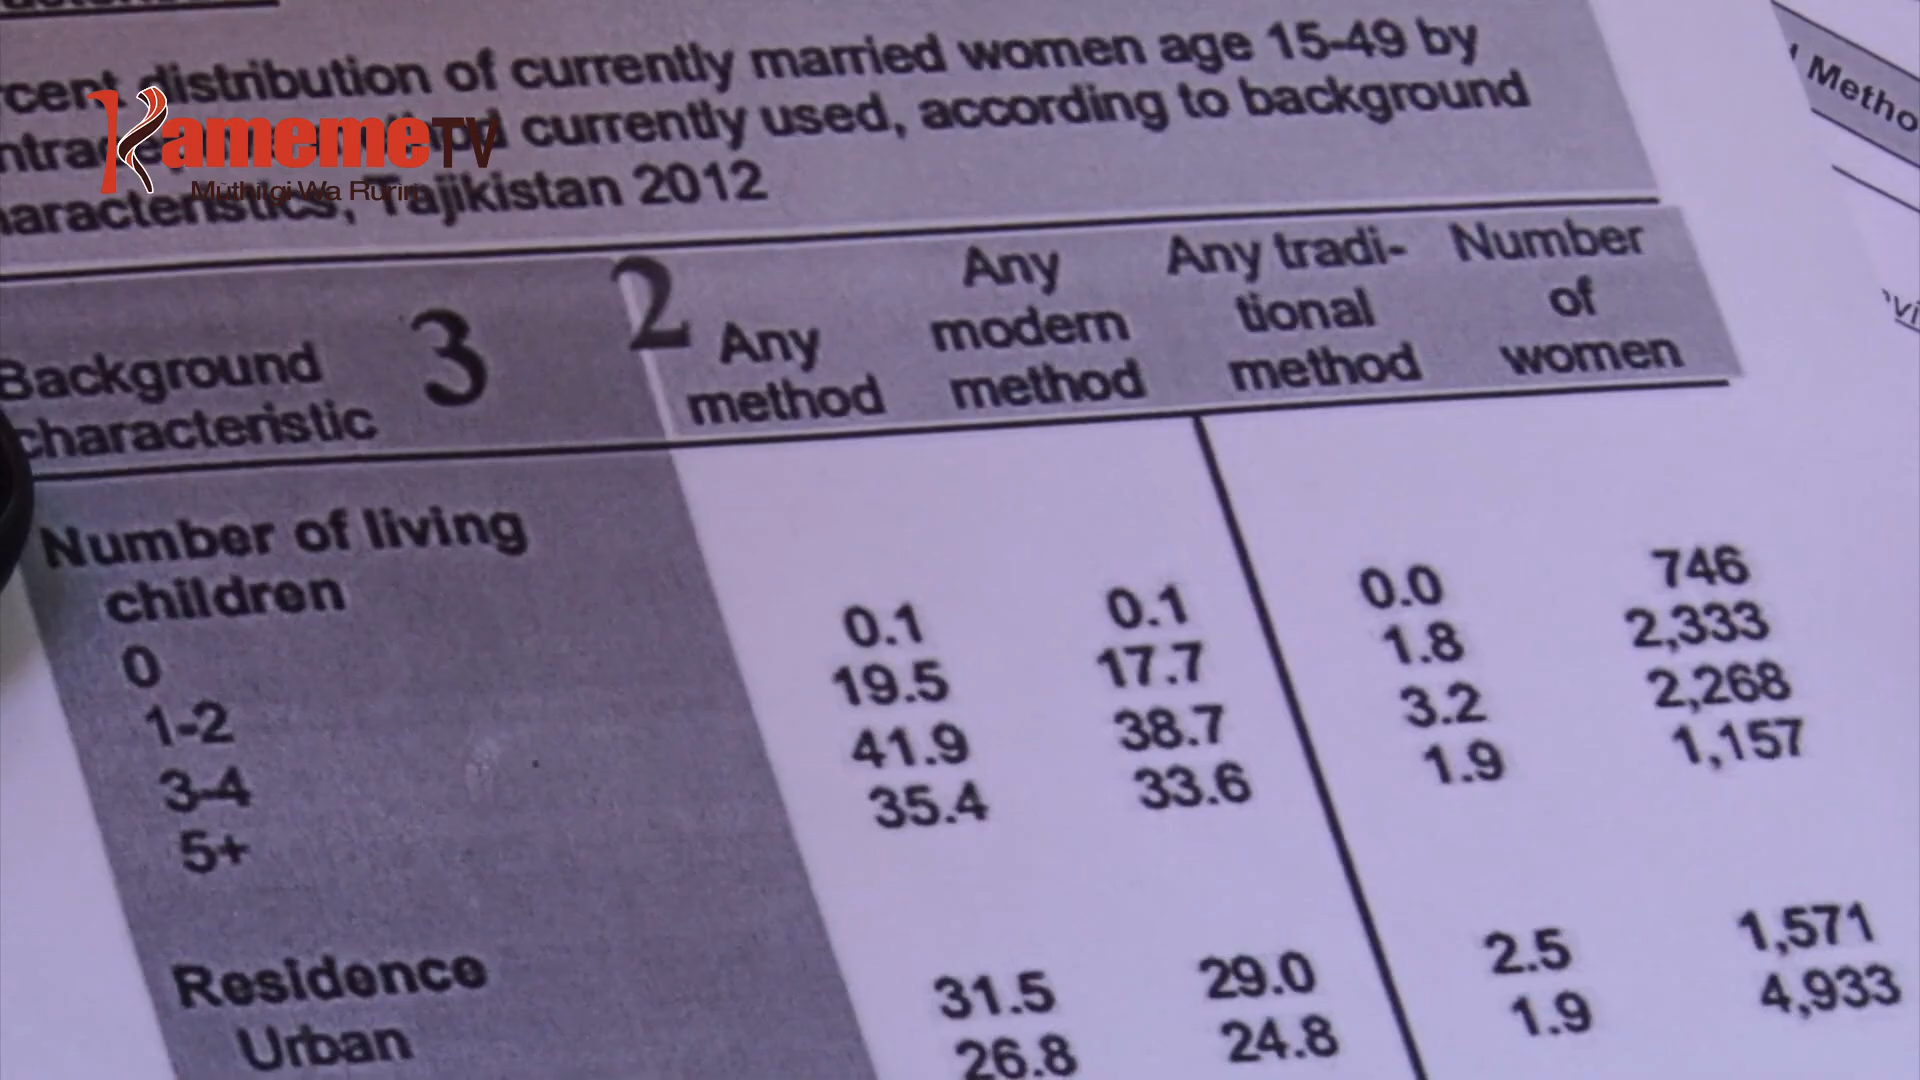 rcent distribution of currently married women age 15-49 by
currently used, according to background
haracteristics, Tajikistan 2012
Kameme TV
Background characteristic 3 2 Any method Any modern method Any tradi- tional method Number of women
Number of living
children
0 0.1 0.1 0.0 746
1-2 19.5 17.7 1.8 2,333
3-4 41.9 38.7 3.2 2,268
5+ 35.4 33.6 1.9 1,157
Residence
Urban 31.5 29.0 2.5 1,571
26.8 24.8 1.9 4,933
Metho